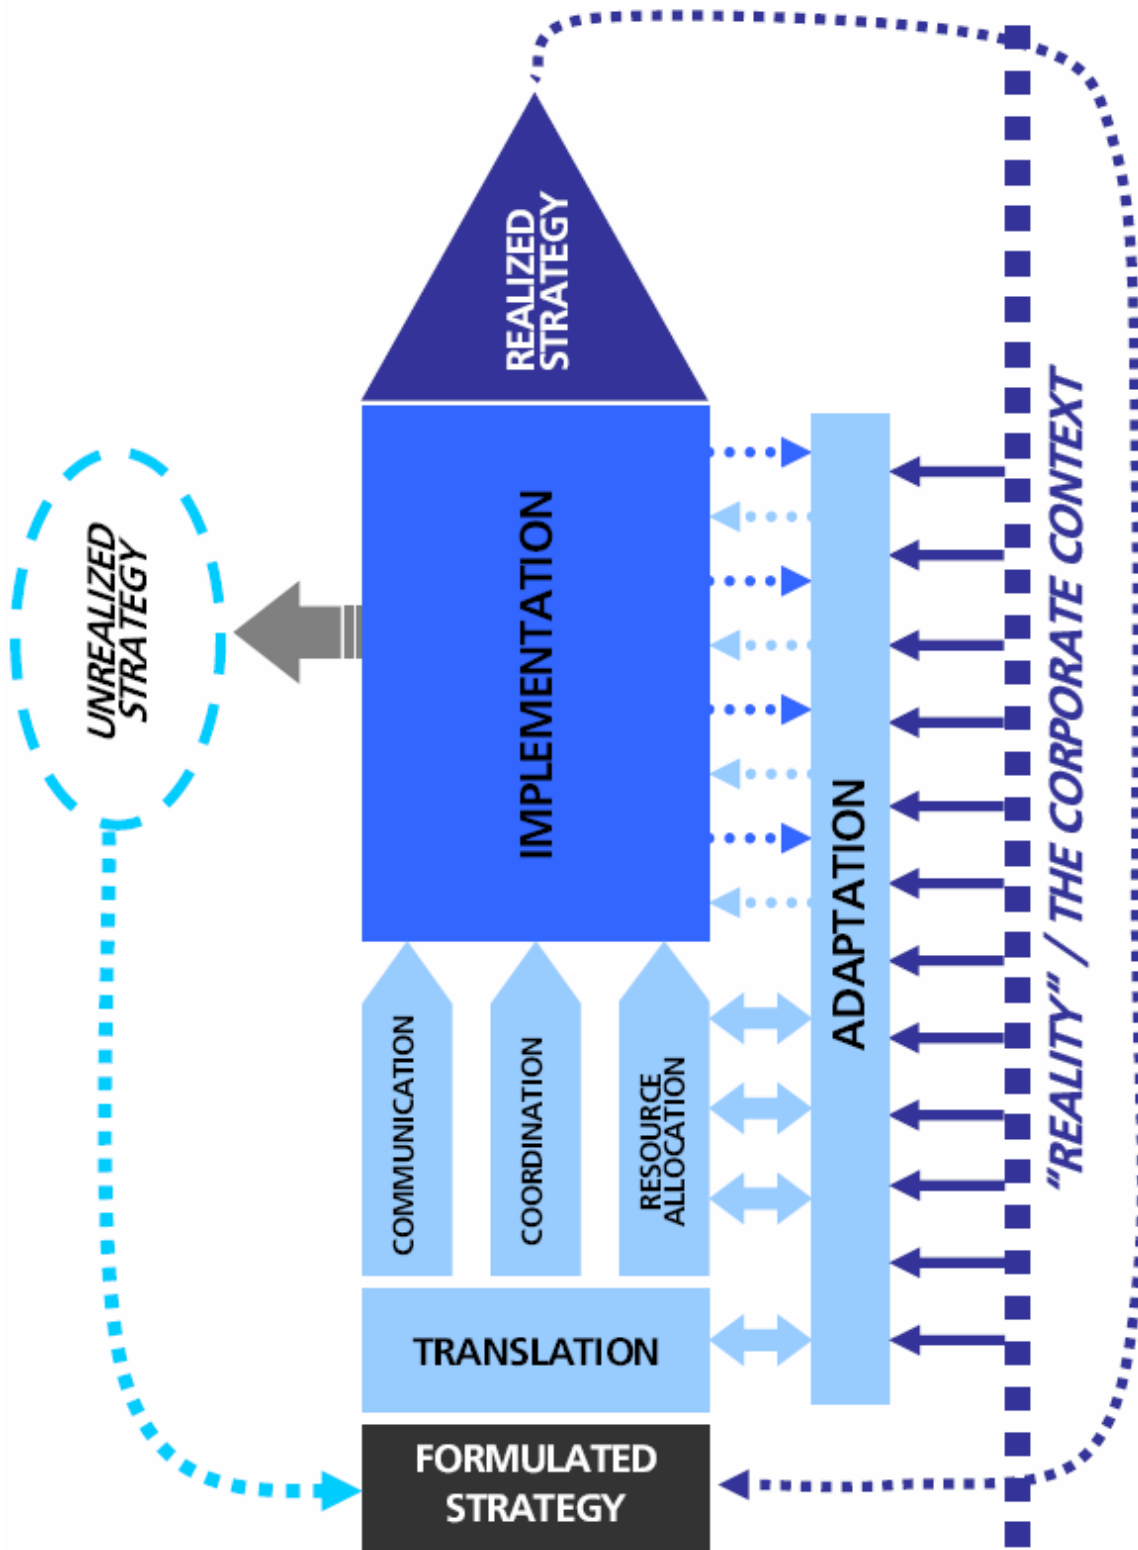 REALIZED
STRATEGY
UNREALIZED
STRATEGY
IMPLEMENTATION
ADAPTATION
"REALITY" / THE CORPORATE CONTEXT
COMMUNICATION
COORDINATION
RESOURCE
ALLOCATION
TRANSLATION
FORMULATED
STRATEGY